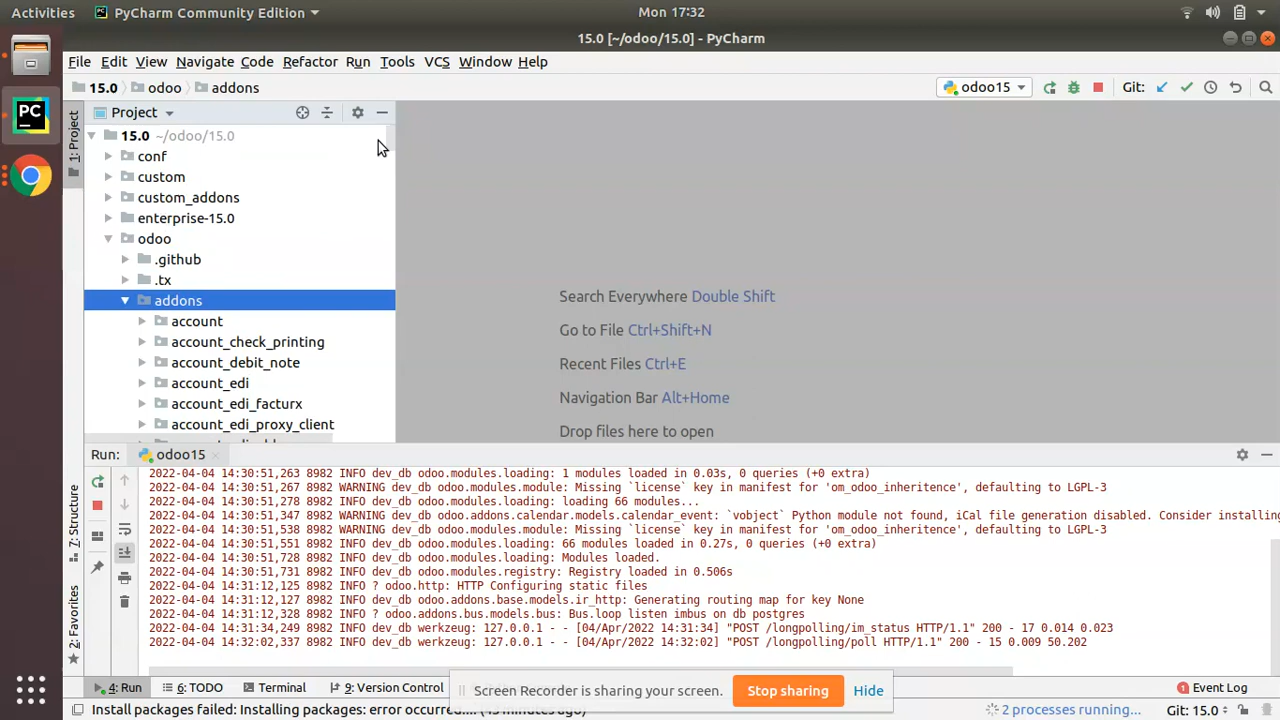 Activities PyCharm Community Edition Mon 17:32
15.0 [~/odoo/15.0] - PyCharm
File Edit View Navigate Code Refactor Run Tools VCS Window Help
15.0 odoo addons odoo15 Git:
1: Project
Project
15.0 ~/odoo/15.0
conf
custom
custom_addons
enterprise-15.0
odoo
.github
.tx
addons
account
account_check_printing
account_debit_note
account_edi
account_edi_facturx
account_edi_proxy_client
Search Everywhere Double Shift
Go to File Ctrl+Shift+N
Recent Files Ctrl+E
Navigation Bar Alt+Home
Drop files here to open
Run: odoo15
7: Structure
2: Favorites
2022-04-04 14:30:51,263 8982 INFO dev_db odoo.modules.loading: 1 modules loaded in 0.03s, 0 queries (+0 extra)
2022-04-04 14:30:51,267 8982 WARNING dev_db odoo.modules.module: Missing `license` key in manifest for 'om_odoo_inheritence', defaulting to LGPL-3
2022-04-04 14:30:51,278 8982 INFO dev_db odoo.modules.loading: loading 66 modules...
2022-04-04 14:30:51,347 8982 WARNING dev_db odoo.addons.calendar.models.calendar_event: `vobject` Python module not found, iCal file generation disabled. Consider installing
2022-04-04 14:30:51,538 8982 WARNING dev_db odoo.modules.module: Missing `license` key in manifest for 'om_odoo_inheritence', defaulting to LGPL-3
2022-04-04 14:30:51,551 8982 INFO dev_db odoo.modules.loading: 66 modules loaded in 0.27s, 0 queries (+0 extra)
2022-04-04 14:30:51,728 8982 INFO dev_db odoo.modules.loading: Modules loaded.
2022-04-04 14:30:51,731 8982 INFO dev_db odoo.modules.registry: Registry loaded in 0.506s
2022-04-04 14:31:12,125 8982 INFO ? odoo.http: HTTP Configuring static files
2022-04-04 14:31:12,127 8982 INFO dev_db odoo.addons.base.models.ir_http: Generating routing map for key None
2022-04-04 14:31:12,328 8982 INFO ? odoo.addons.bus.models.bus: Bus.loop listen imbus on db postgres
2022-04-04 14:31:34,249 8982 INFO dev_db werkzeug: 127.0.0.1 - - [04/Apr/2022 14:31:34] "POST /longpolling/im_status HTTP/1.1" 200 - 17 0.014 0.023
2022-04-04 14:32:02,337 8982 INFO dev_db werkzeug: 127.0.0.1 - - [04/Apr/2022 14:32:02] "POST /longpolling/poll HTTP/1.1" 200 - 15 0.009 50.202
4: Run 6: TODO Terminal 9: Version Control Screen Recorder is sharing your screen. Stop sharing Hide 1 Event Log
Install packages failed: Installing packages: error occurred.... 2 processes running... Git: 15.0